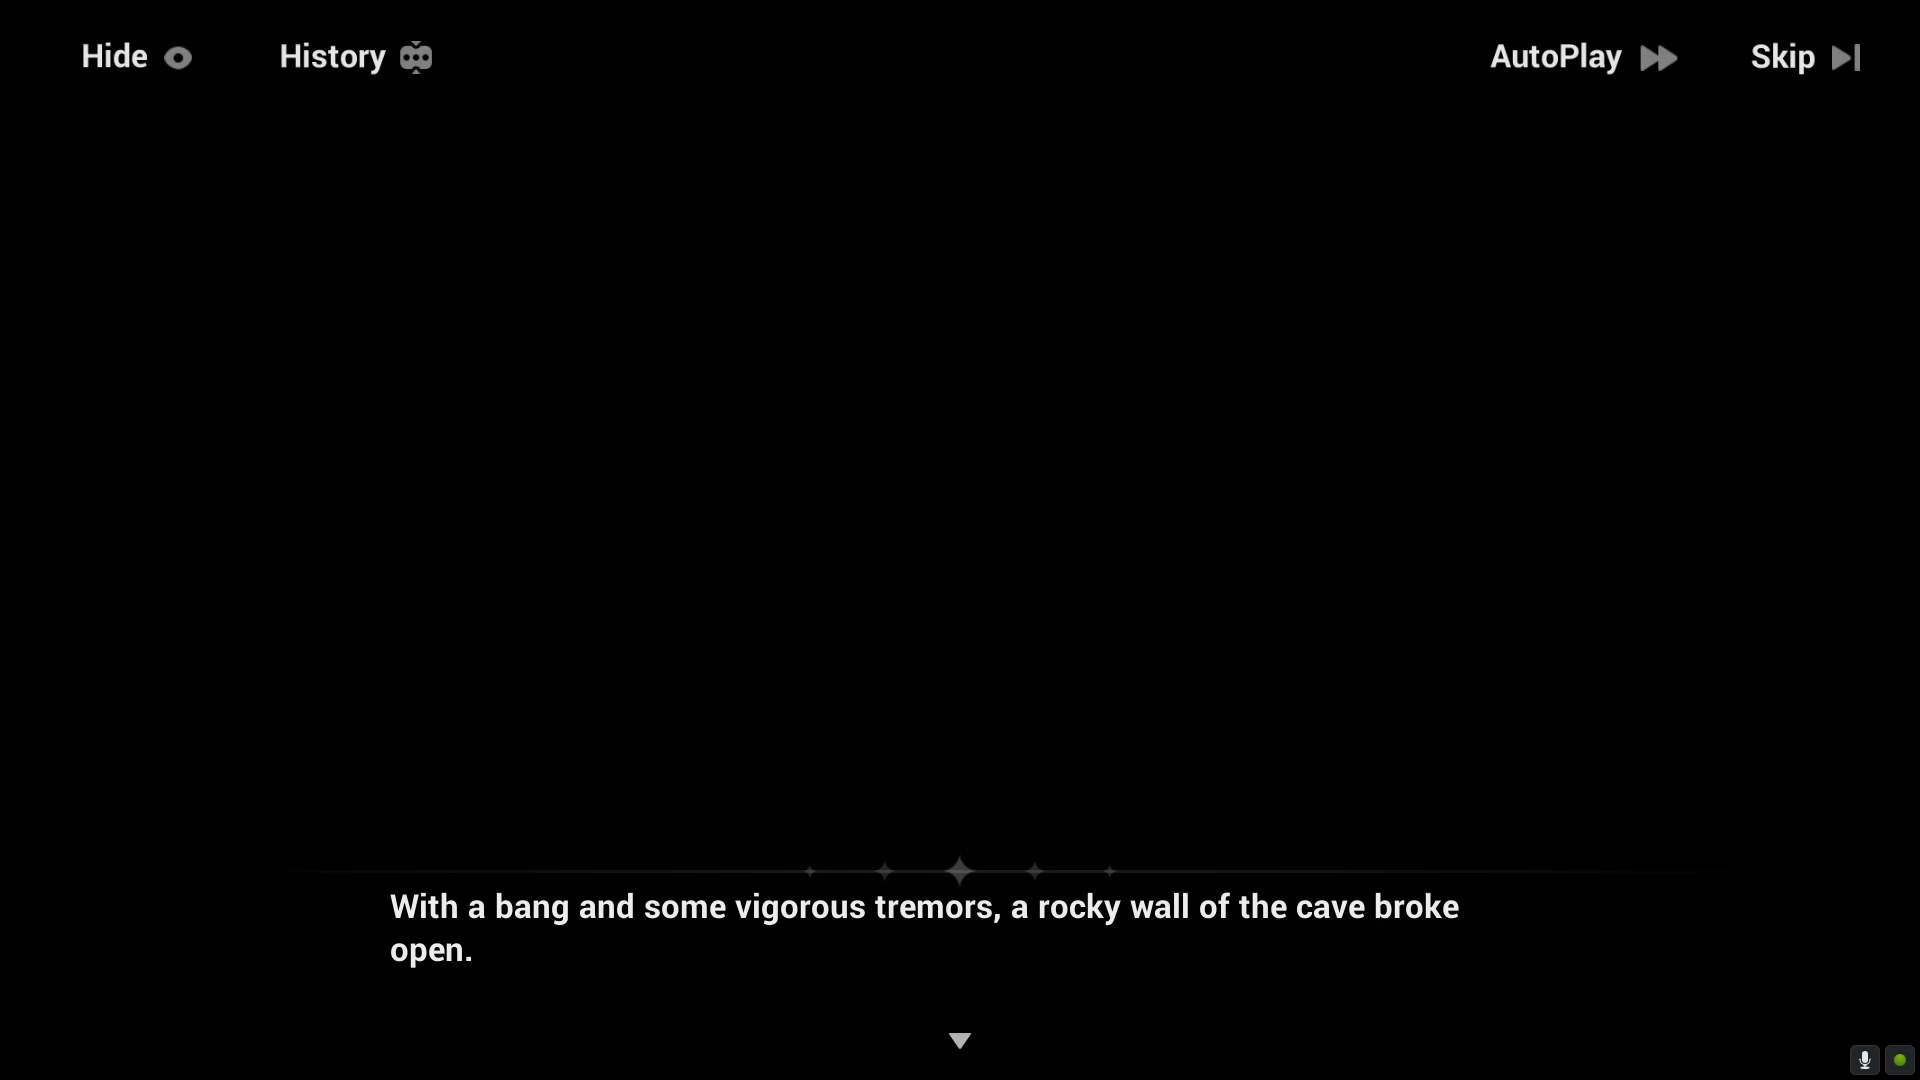 Hide
History
AutoPlay
Skip
With a bang and some vigorous tremors, a rocky wall of the cave broke
open.